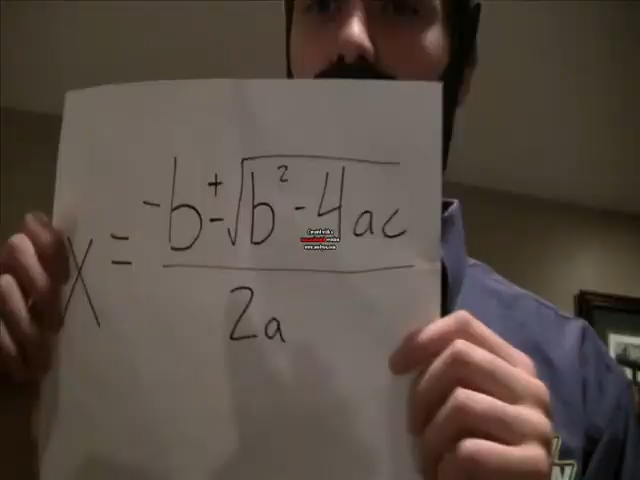 x = -b ± √b² - 4ac
2a